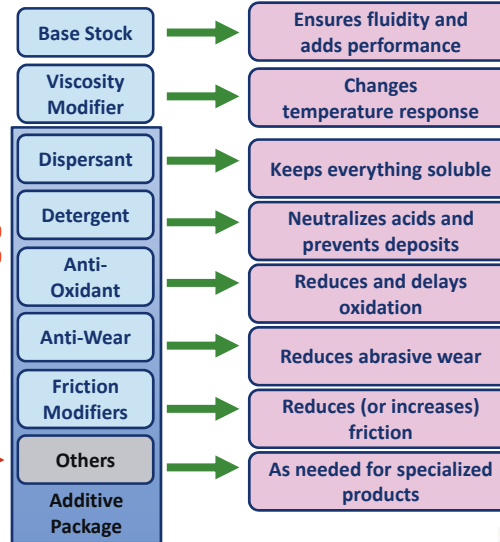 Base Stock
Ensures fluidity and
adds performance
Viscosity
Modifier
Changes
temperature response
Dispersant
Keeps everything soluble
Detergent
Neutralizes acids and
prevents deposits
Anti-
Oxidant
Reduces and delays
oxidation
Anti-Wear
Reduces abrasive wear
Friction
Modifiers
Reduces (or increases)
friction
Others
As needed for specialized
products
Additive
Package